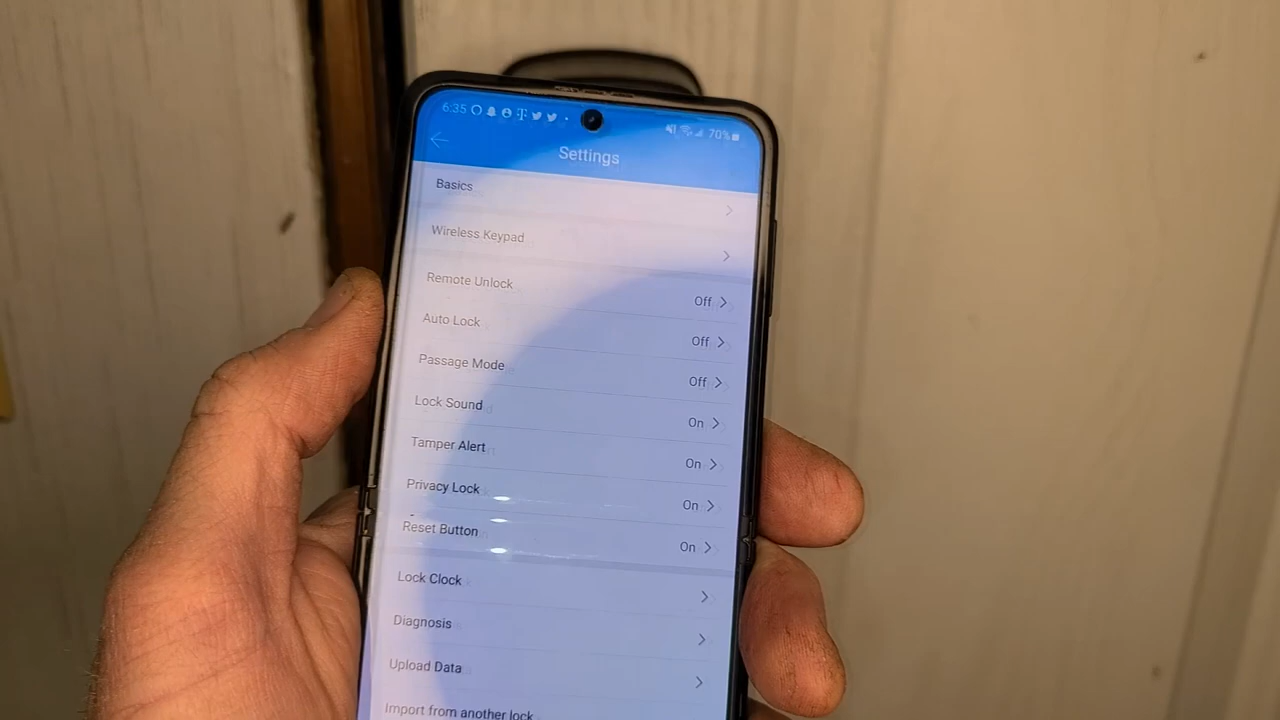 6:35 70%
Settings
Basics
Wireless Keypad
Remote Unlock Off
Auto Lock Off
Passage Mode Off
Lock Sound On
Tamper Alert On
Privacy Lock On
Reset Button On
Lock Clock
Diagnosis
Upload Data
Import from another lock